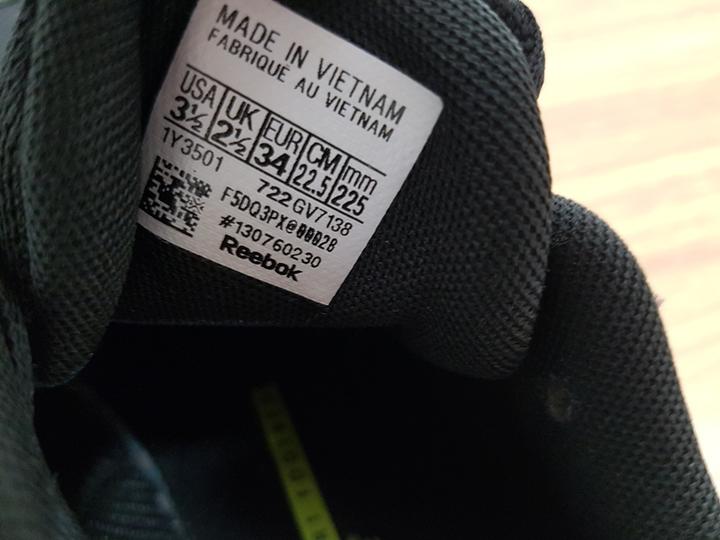 MADE IN VIETNAM
FABRIQUÉ AU VIETNAM
USA UK EUR CM mm
3½ 2½ 34 22.5 225
1Y3501 722 GV7138
#130760230
Reebok